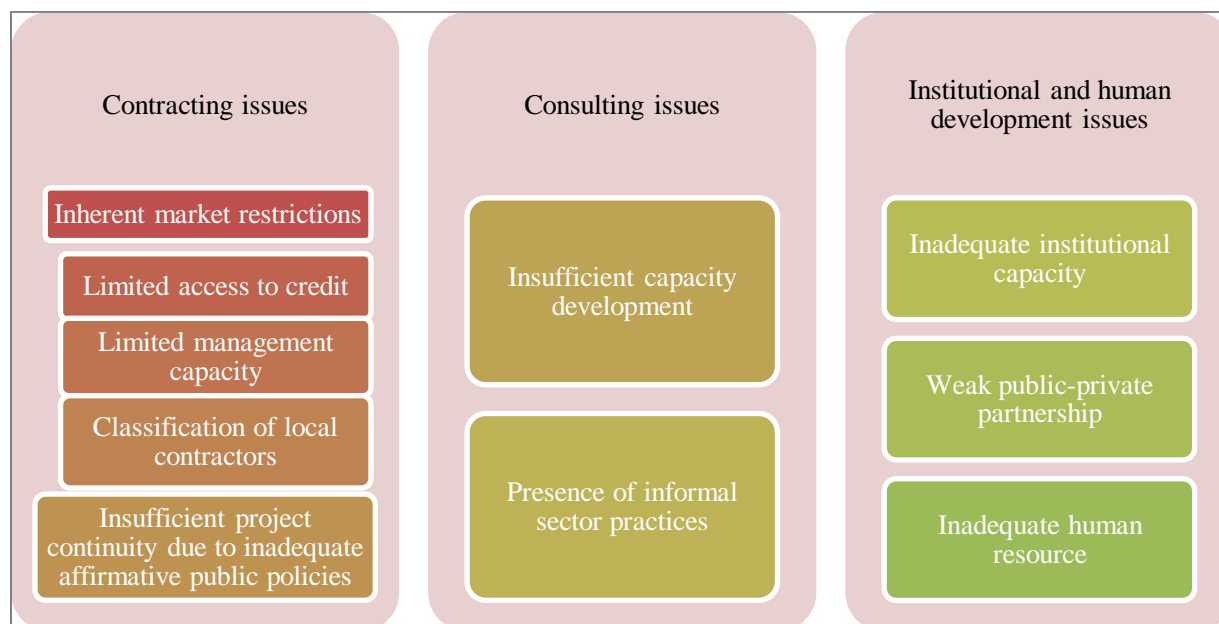 Contracting issues
Inherent market restrictions
Limited access to credit
Limited management
capacity
Classification of local
contractors
Insufficient project
continuity due to inadequate
affirmative public policies
Consulting issues
Insufficient capacity
development
Presence of informal
sector practices
Institutional and human
development issues
Inadequate institutional
capacity
Weak public-private
partnership
Inadequate human
resource